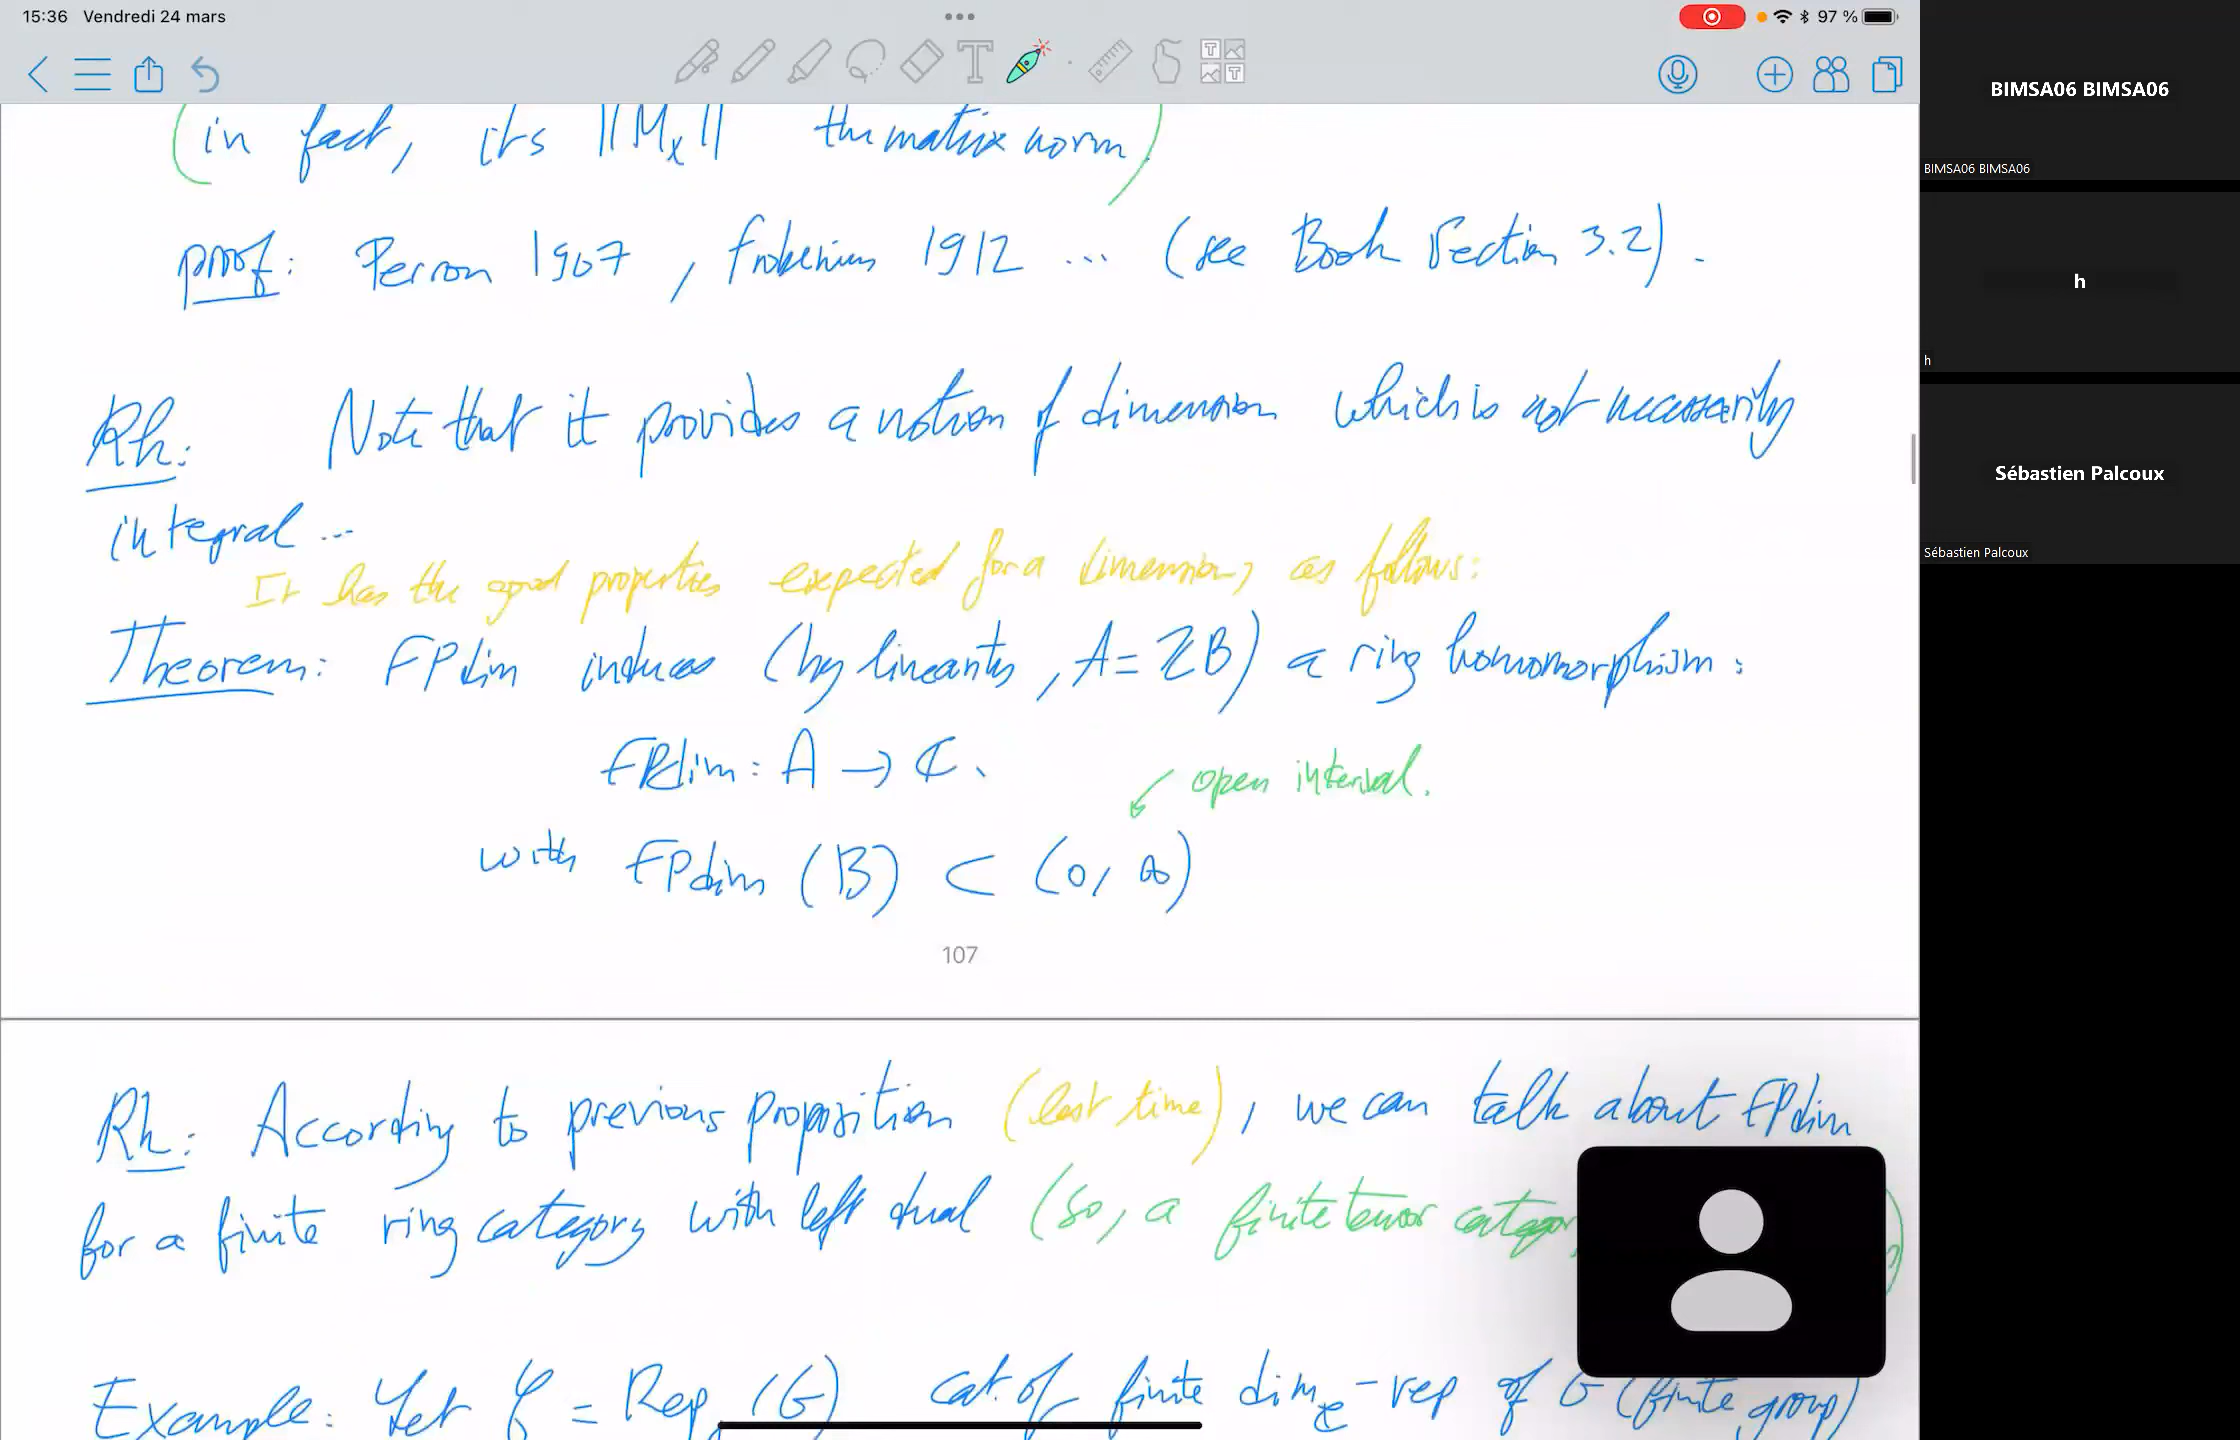 15:36 Vendredi 24 mars
97 %
(in fact, its ||M_x|| the matrix norm)
proof: Perron 1907, Frobenius 1912 ... (see Book Section 3.2).
Rk: Note that it provides a notion of dimension which is not necessarily
integral ...
It has the good properties expected for a dimension, as follows:
Theorem: FPdim induces (by linearity, A = ℤB) a ring homomorphism:
FPdim: A → ℂ.
open interval.
with FPdim (B) ⊂ (0, ∞)
107
Rk: According to previous proposition (last time), we can talk about FPdim
for a finite ring category with left dual (so, a finite tensor category
Example: Let 𝒞 = Rep (G) cat. of finite dim_ℂ-rep of G (finite group)
BIMSA06 BIMSA06
BIMSA06 BIMSA06
h
h
Sébastien Palcoux
Sébastien Palcoux